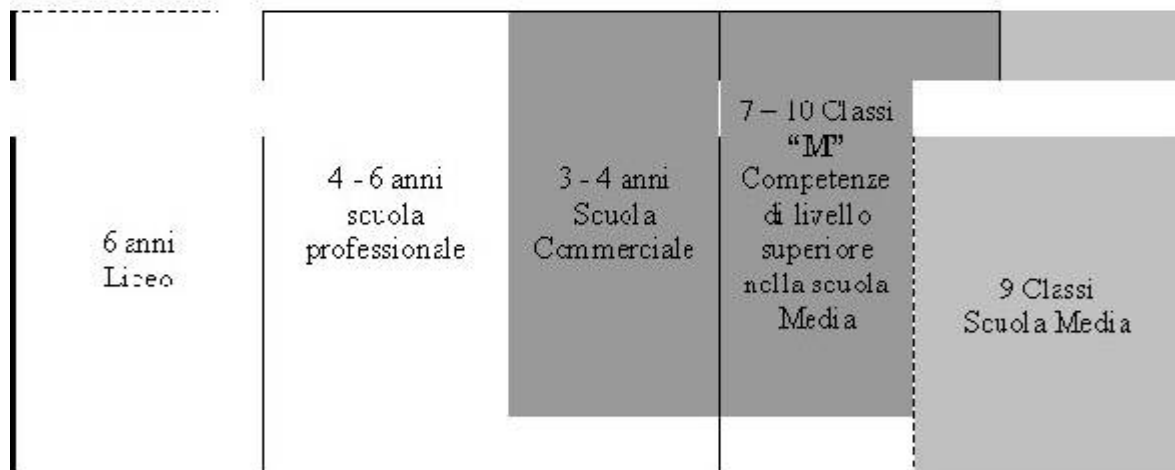 6 anni
Liceo
4 - 6 anni
scuola
professionale
3 - 4 anni
Scuola
Commerciale
7 – 10 Classi
“M”
Competenze
di livello
superiore
nella scuola
Media
9 Classi
Scuola Media